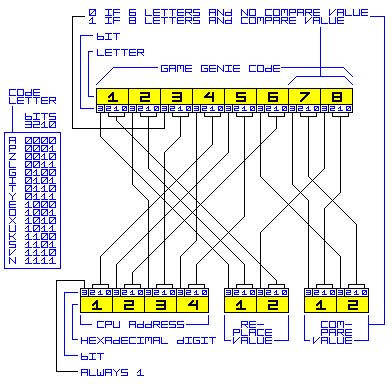 0 IF 6 LETTERS AND NO COMPARE VALUE
1 IF 8 LETTERS AND COMPARE VALUE
BIT
LETTER
GAME GENIE CODE
1 2 3 4 5 6 7 8
3210 3210 3210 3210 3210 3210 3210 3210
CODE
LETTER
BITS
3210
A 0000
P 0001
Z 0010
L 0011
G 0100
I 0101
T 0110
Y 0111
E 1000
O 1001
X 1010
U 1011
K 1100
S 1101
V 1110
N 1111
3210 3210 3210 3210 3210 3210 3210 3210
1 2 3 4 1 2 1 2
CPU ADDRESS
RE-
PLACE
VALUE
COM-
PARE
VALUE
HEXADECIMAL DIGIT
BIT
ALWAYS 1